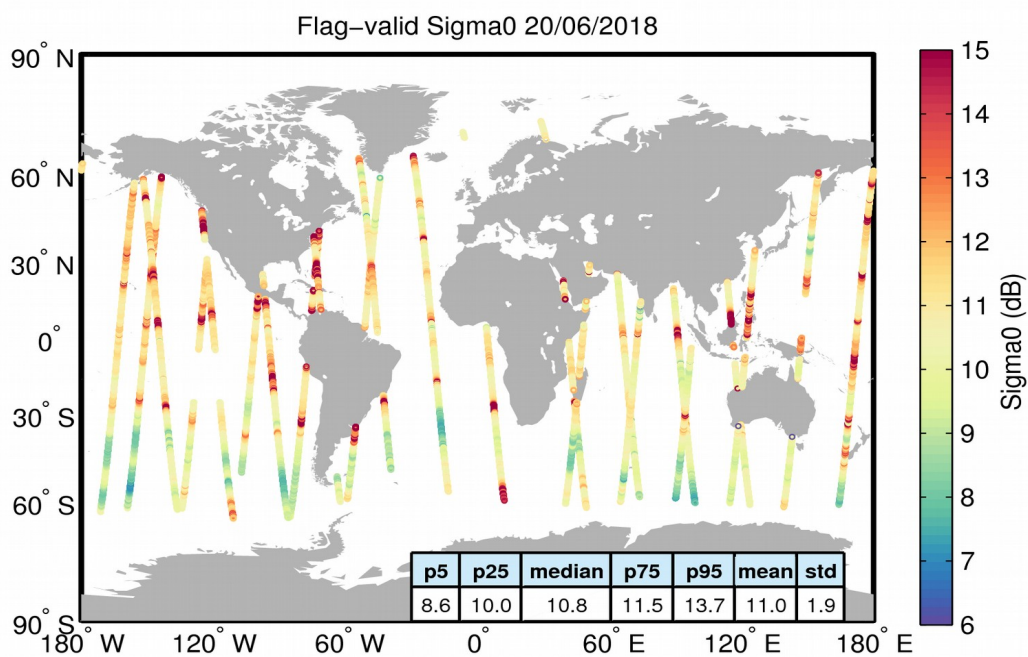 Flag−valid Sigma0 20/06/2018
90° N
60° N
30° N
0°
30° S
60° S
90° S
180° W
120° W
60° W
0°
60° E
120° E
180° E
15
14
13
12
11
10
9
8
7
6
Sigma0 (dB)
p5 p25 median p75 p95 mean std
8.6 10.0 10.8 11.5 13.7 11.0 1.9